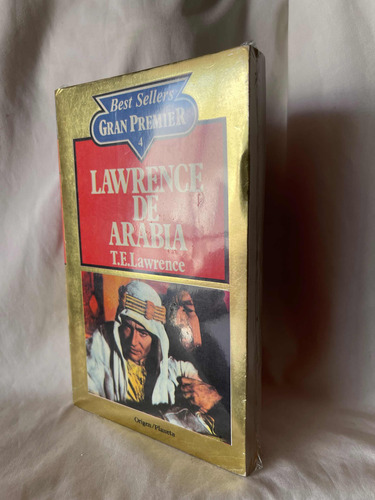 Best Sellers
GRAN PREMIER
4
LAWRENCE
DE
ARABIA
T.E.Lawrence
Origen/Planeta